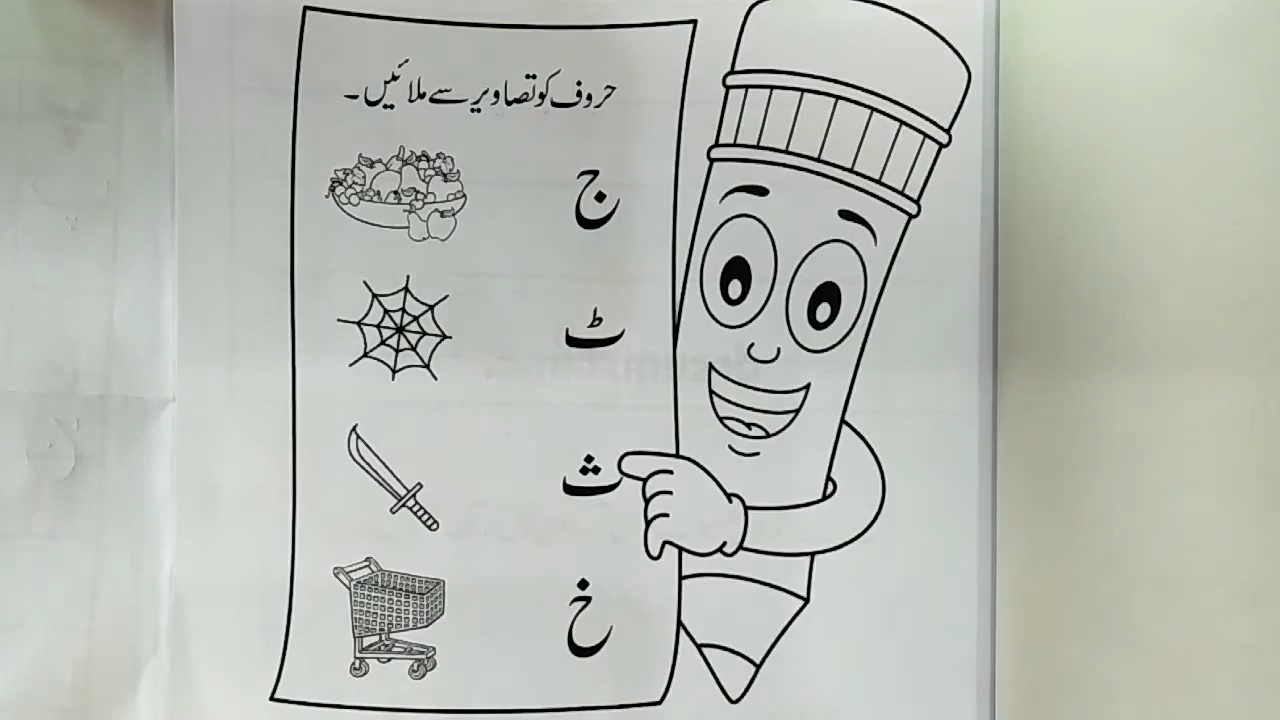 حروف کو تصاویر سے ملائیں۔
ج
ٹ
ث
خ